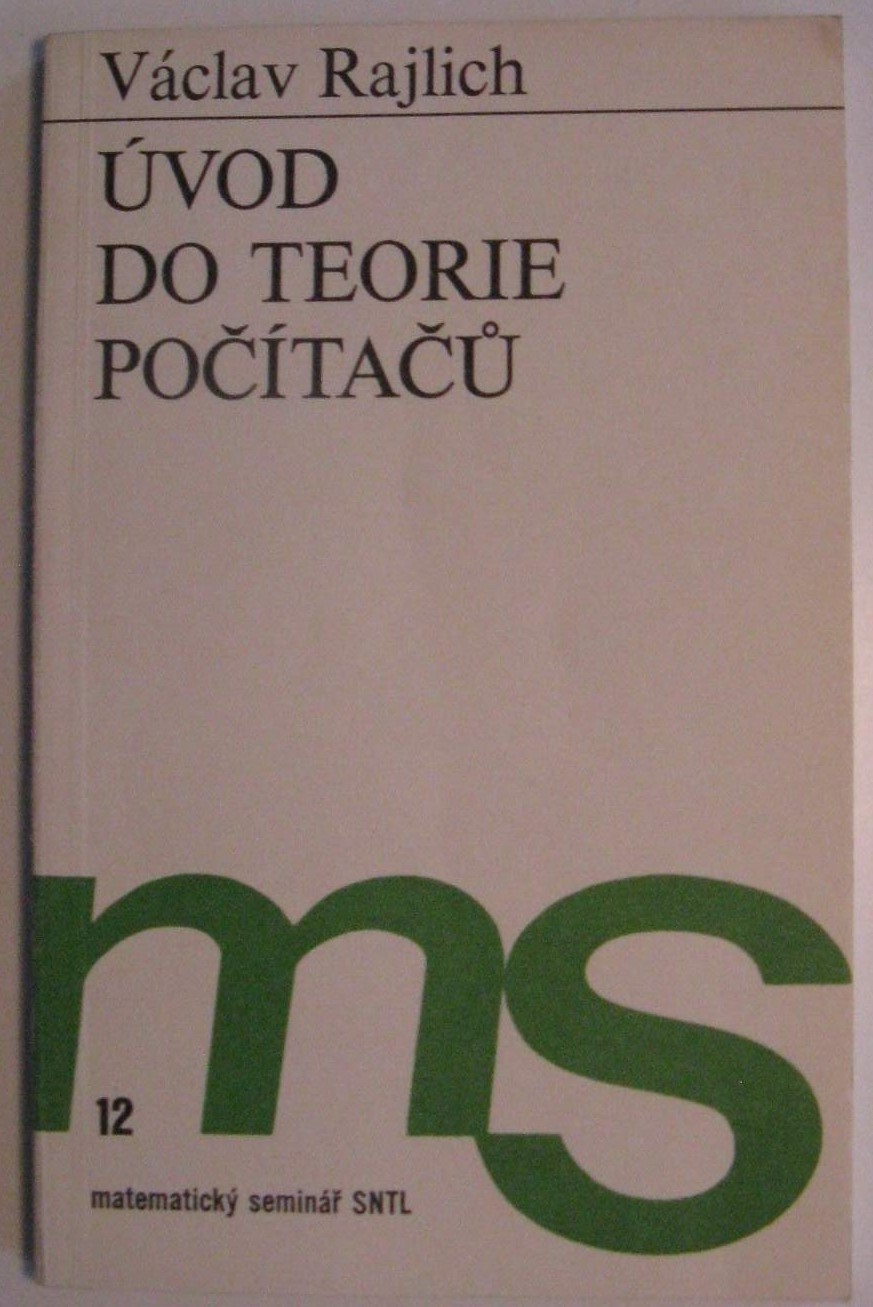 Václav Rajlich
ÚVOD
DO TEORIE
POČÍTAČŮ
ms
12
matematický seminář SNTL